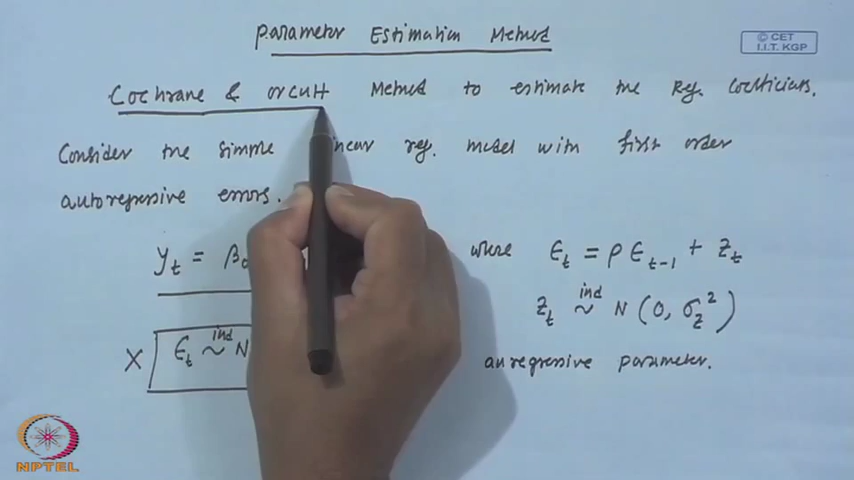 Parameter Estimation Method
© CET
I.I.T. KGP
Cochrane & orcutt Method to estimate the Reg. Coefficients.
Consider the simple linear reg. model with first order
autoregressive errors.
y_t = β_0 where ε_t = ρ ε_{t-1} + z_t
z_t ~ind N (0, σ_z^2)
X ε_t ~ind N auregressive parameter.
NPTEL